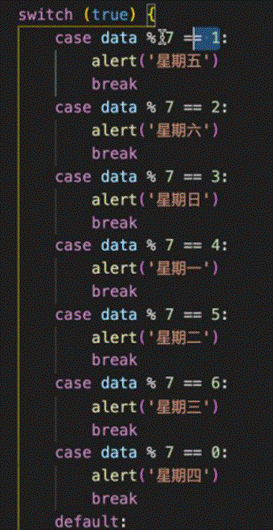 switch (true) {
case data % 7 == 1:
alert('星期五')
break
case data % 7 == 2:
alert('星期六')
break
case data % 7 == 3:
alert('星期日')
break
case data % 7 == 4:
alert('星期一')
break
case data % 7 == 5:
alert('星期二')
break
case data % 7 == 6:
alert('星期三')
break
case data % 7 == 0:
alert('星期四')
break
default: